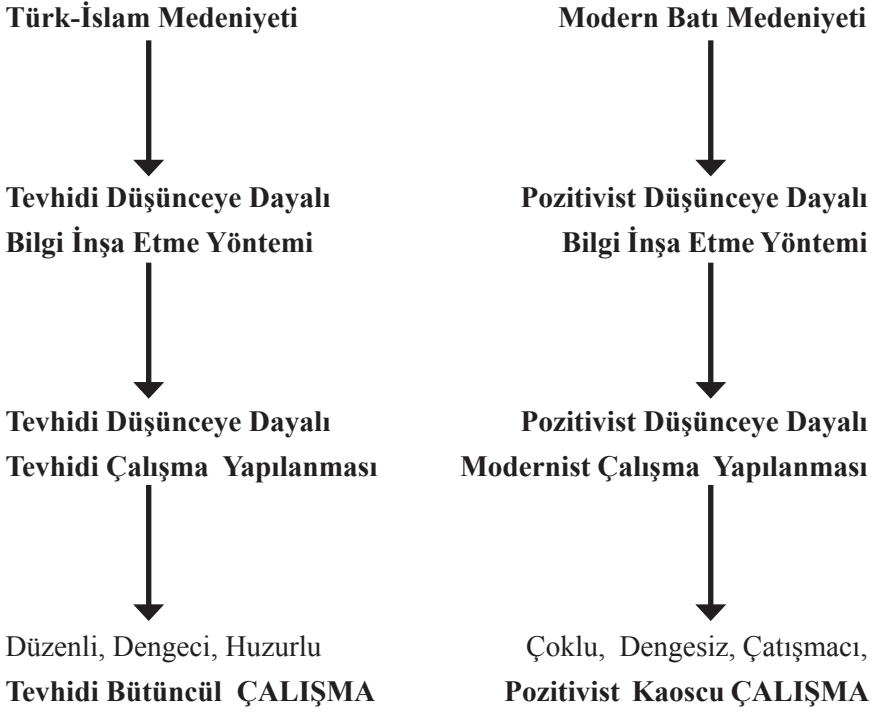 Türk-İslam Medeniyeti
Modern Batı Medeniyeti
Tevhidi Düşünceye Dayalı
Bilgi İnşa Etme Yöntemi
Pozitivist Düşünceye Dayalı
Bilgi İnşa Etme Yöntemi
Tevhidi Düşünceye Dayalı
Tevhidi Çalışma Yapılanması
Pozitivist Düşünceye Dayalı
Modernist Çalışma Yapılanması
Düzenli, Dengeci, Huzurlu
Tevhidi Bütüncül ÇALIŞMA
Çoklu, Dengesiz, Çatışmacı,
Pozitivist Kaoscu ÇALIŞMA